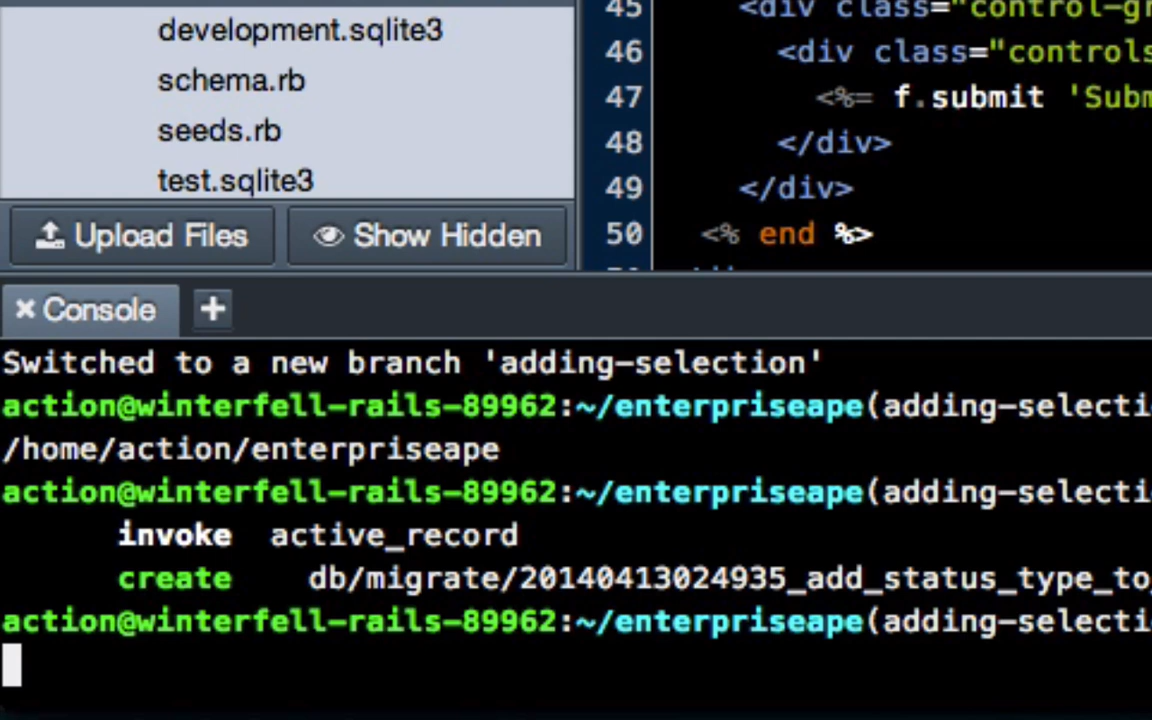 development.sqlite3
schema.rb
seeds.rb
test.sqlite3
Upload Files
Show Hidden
45 <div class="control-gr
46 <div class="controls
47 <%= f.submit 'Subm
48 </div>
49 </div>
50 <% end %>
Console
Switched to a new branch 'adding-selection'
action@winterfell-rails-89962:~/enterpriseape(adding-selecti
/home/action/enterpriseape
action@winterfell-rails-89962:~/enterpriseape(adding-selecti
invoke active_record
create db/migrate/20140413024935_add_status_type_to_
action@winterfell-rails-89962:~/enterpriseape(adding-selecti